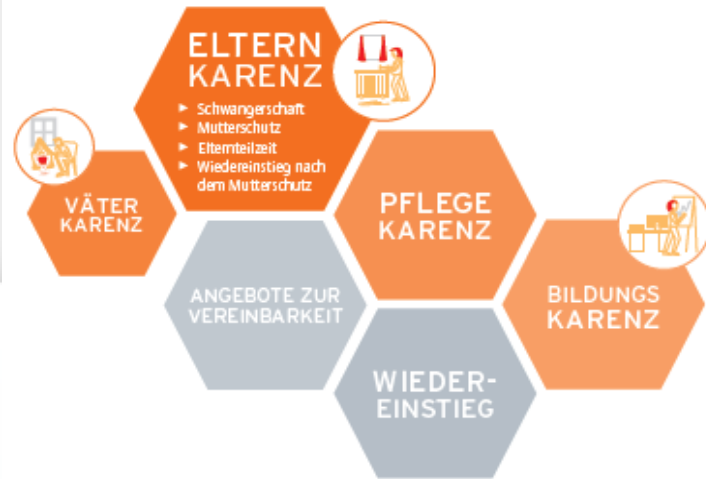 ELTERN
KARENZ
► Schwangerschaft
► Mutterschutz
► Elternteilzeit
► Wiedereinstieg nach
dem Mutterschutz
VÄTER
KARENZ
PFLEGE
KARENZ
ANGEBOTE ZUR
VEREINBARKEIT
BILDUNGS
KARENZ
WIEDER-
EINSTIEG